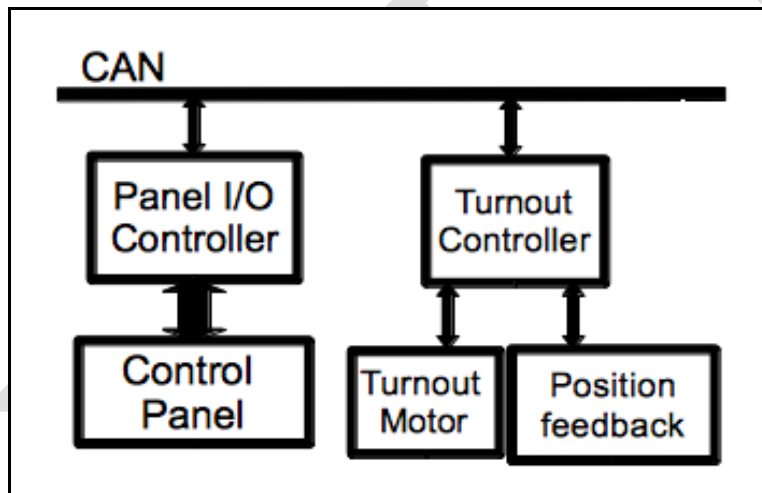 CAN
Panel I/O
Controller
Turnout
Controller
Control
Panel
Turnout
Motor
Position
feedback